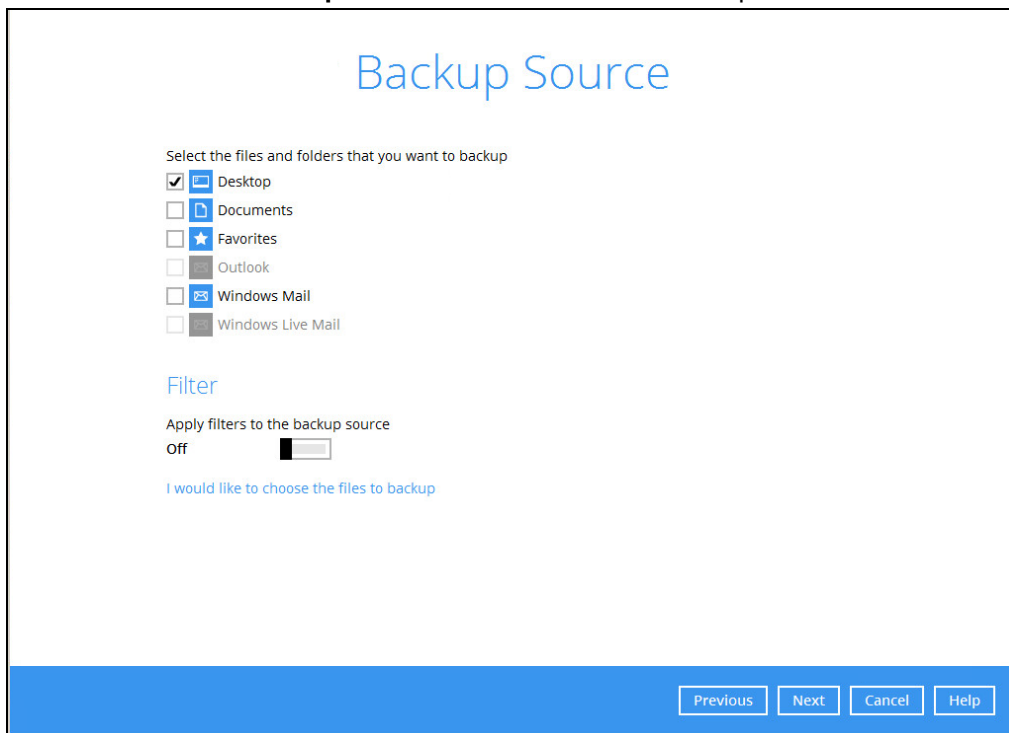 Backup Source
Select the files and folders that you want to backup
Desktop
Documents
Favorites
Outlook
Windows Mail
Windows Live Mail
Filter
Apply filters to the backup source
Off
I would like to choose the files to backup
Previous Next Cancel Help